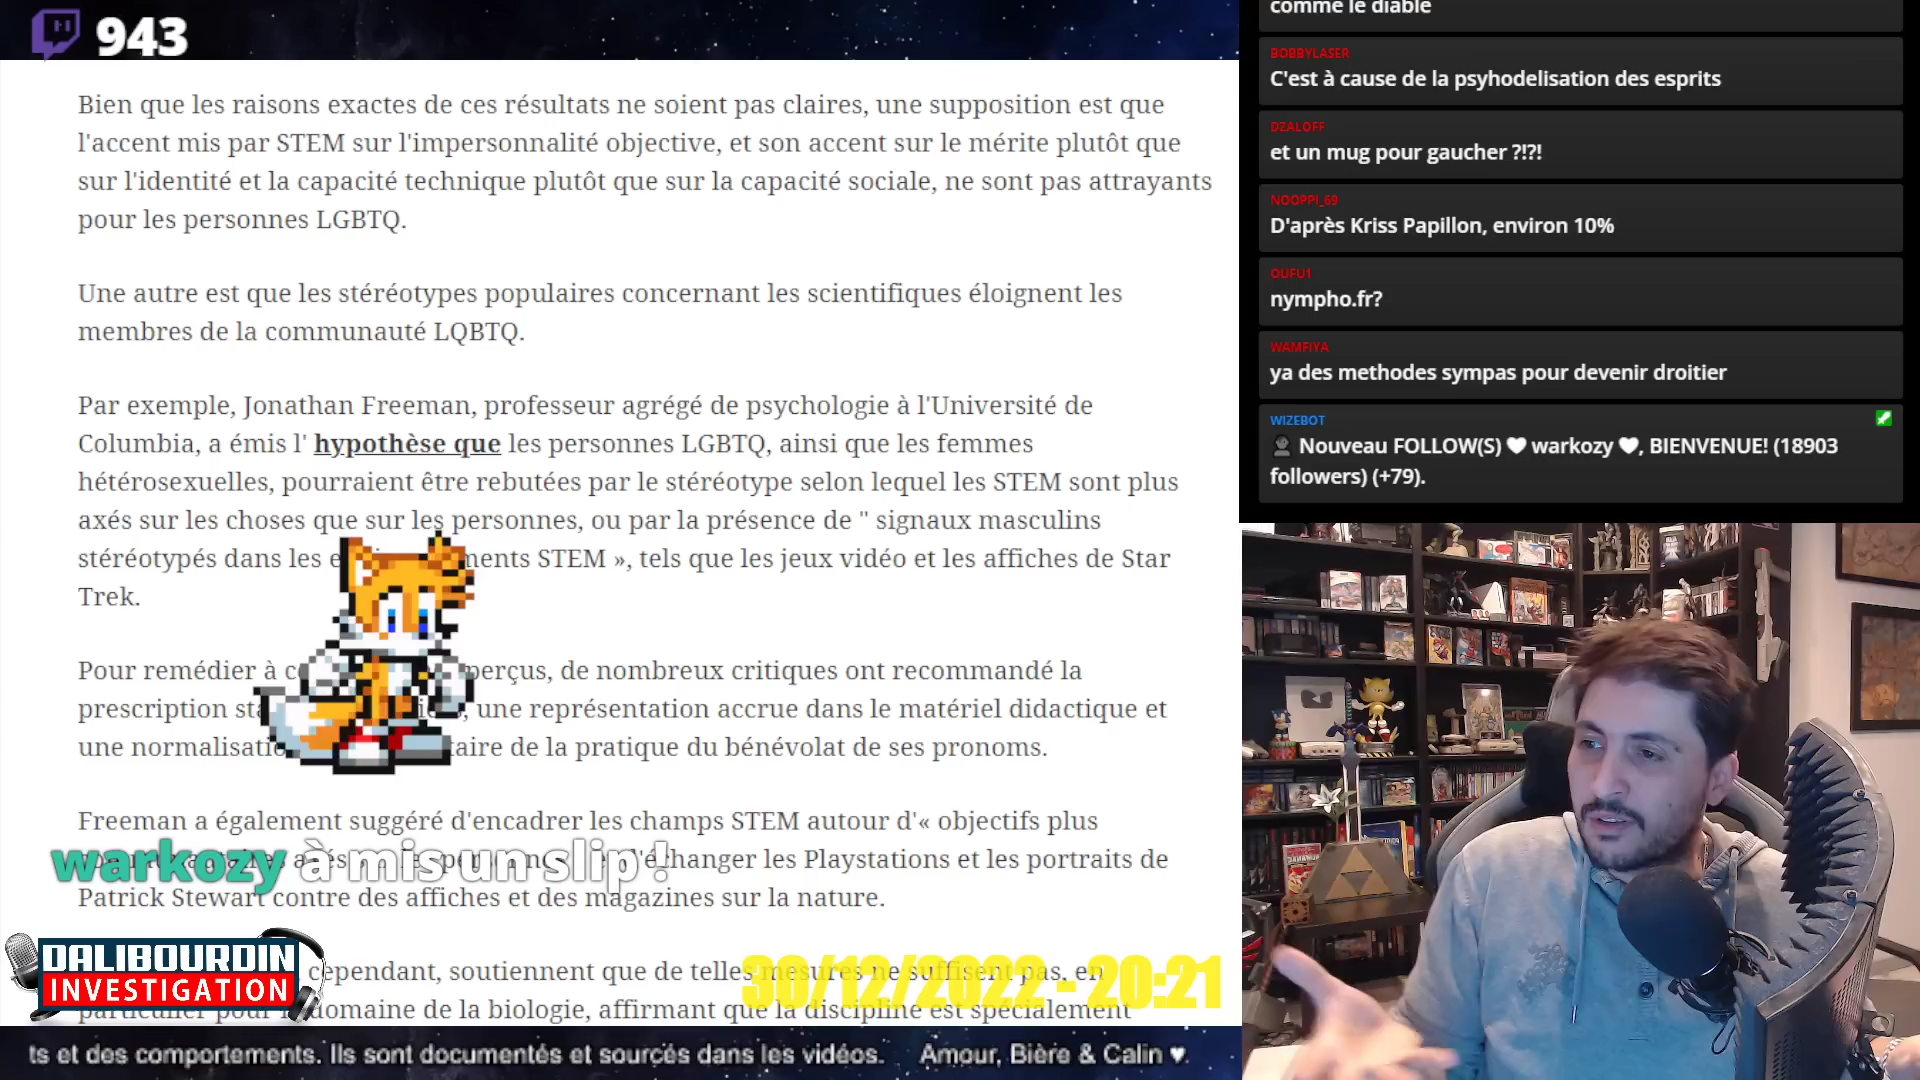 943
Bien que les raisons exactes de ces résultats ne soient pas claires, une supposition est que
l'accent mis par STEM sur l'impersonnalité objective, et son accent sur le mérite plutôt que
sur l'identité et la capacité technique plutôt que sur la capacité sociale, ne sont pas attrayants
pour les personnes LGBTQ.
Une autre est que les stéréotypes populaires concernant les scientifiques éloignent les
membres de la communauté LQBTQ.
Par exemple, Jonathan Freeman, professeur agrégé de psychologie à l'Université de
Columbia, a émis l' hypothèse que les personnes LGBTQ, ainsi que les femmes
hétérosexuelles, pourraient être rebutées par le stéréotype selon lequel les STEM sont plus
axés sur les choses que sur les personnes, ou par la présence de " signaux masculins
stéréotypés dans les STEM », tels que les jeux vidéo et les affiches de Star
Trek.
Pour remédier à perçus, de nombreux critiques ont recommandé la
prescription une représentation accrue dans le matériel didactique et
une de la pratique du bénévolat de ses pronoms.
Freeman a également suggéré d'encadrer les champs STEM autour d'« objectifs plus
d'échanger les Playstations et les portraits de
Patrick Stewart contre des affiches et des magazines sur la nature.
warkozy à mis un slip !
cependant, soutiennent que de telles mesures ne suffisent pas, en
particulier pour domaine de la biologie, affirmant que la discipline est spécialement
30/12/2022 - 20:21
DALIBOURDIN
INVESTIGATION
ts et des comportements. Ils sont documentés et sourcés dans les vidéos. Amour, Bière & Calin ♥.
comme le diable
BOBBYLASER
C'est à cause de la psyhodelisation des esprits
DZALOFF
et un mug pour gaucher ?!?!
NOOPPI_69
D'après Kriss Papillon, environ 10%
OUFU1
nympho.fr?
WAMFIYA
ya des methodes sympas pour devenir droitier
WIZEBOT
Nouveau FOLLOW(S) ♥ warkozy ♥, BIENVENUE! (18903
followers) (+79).